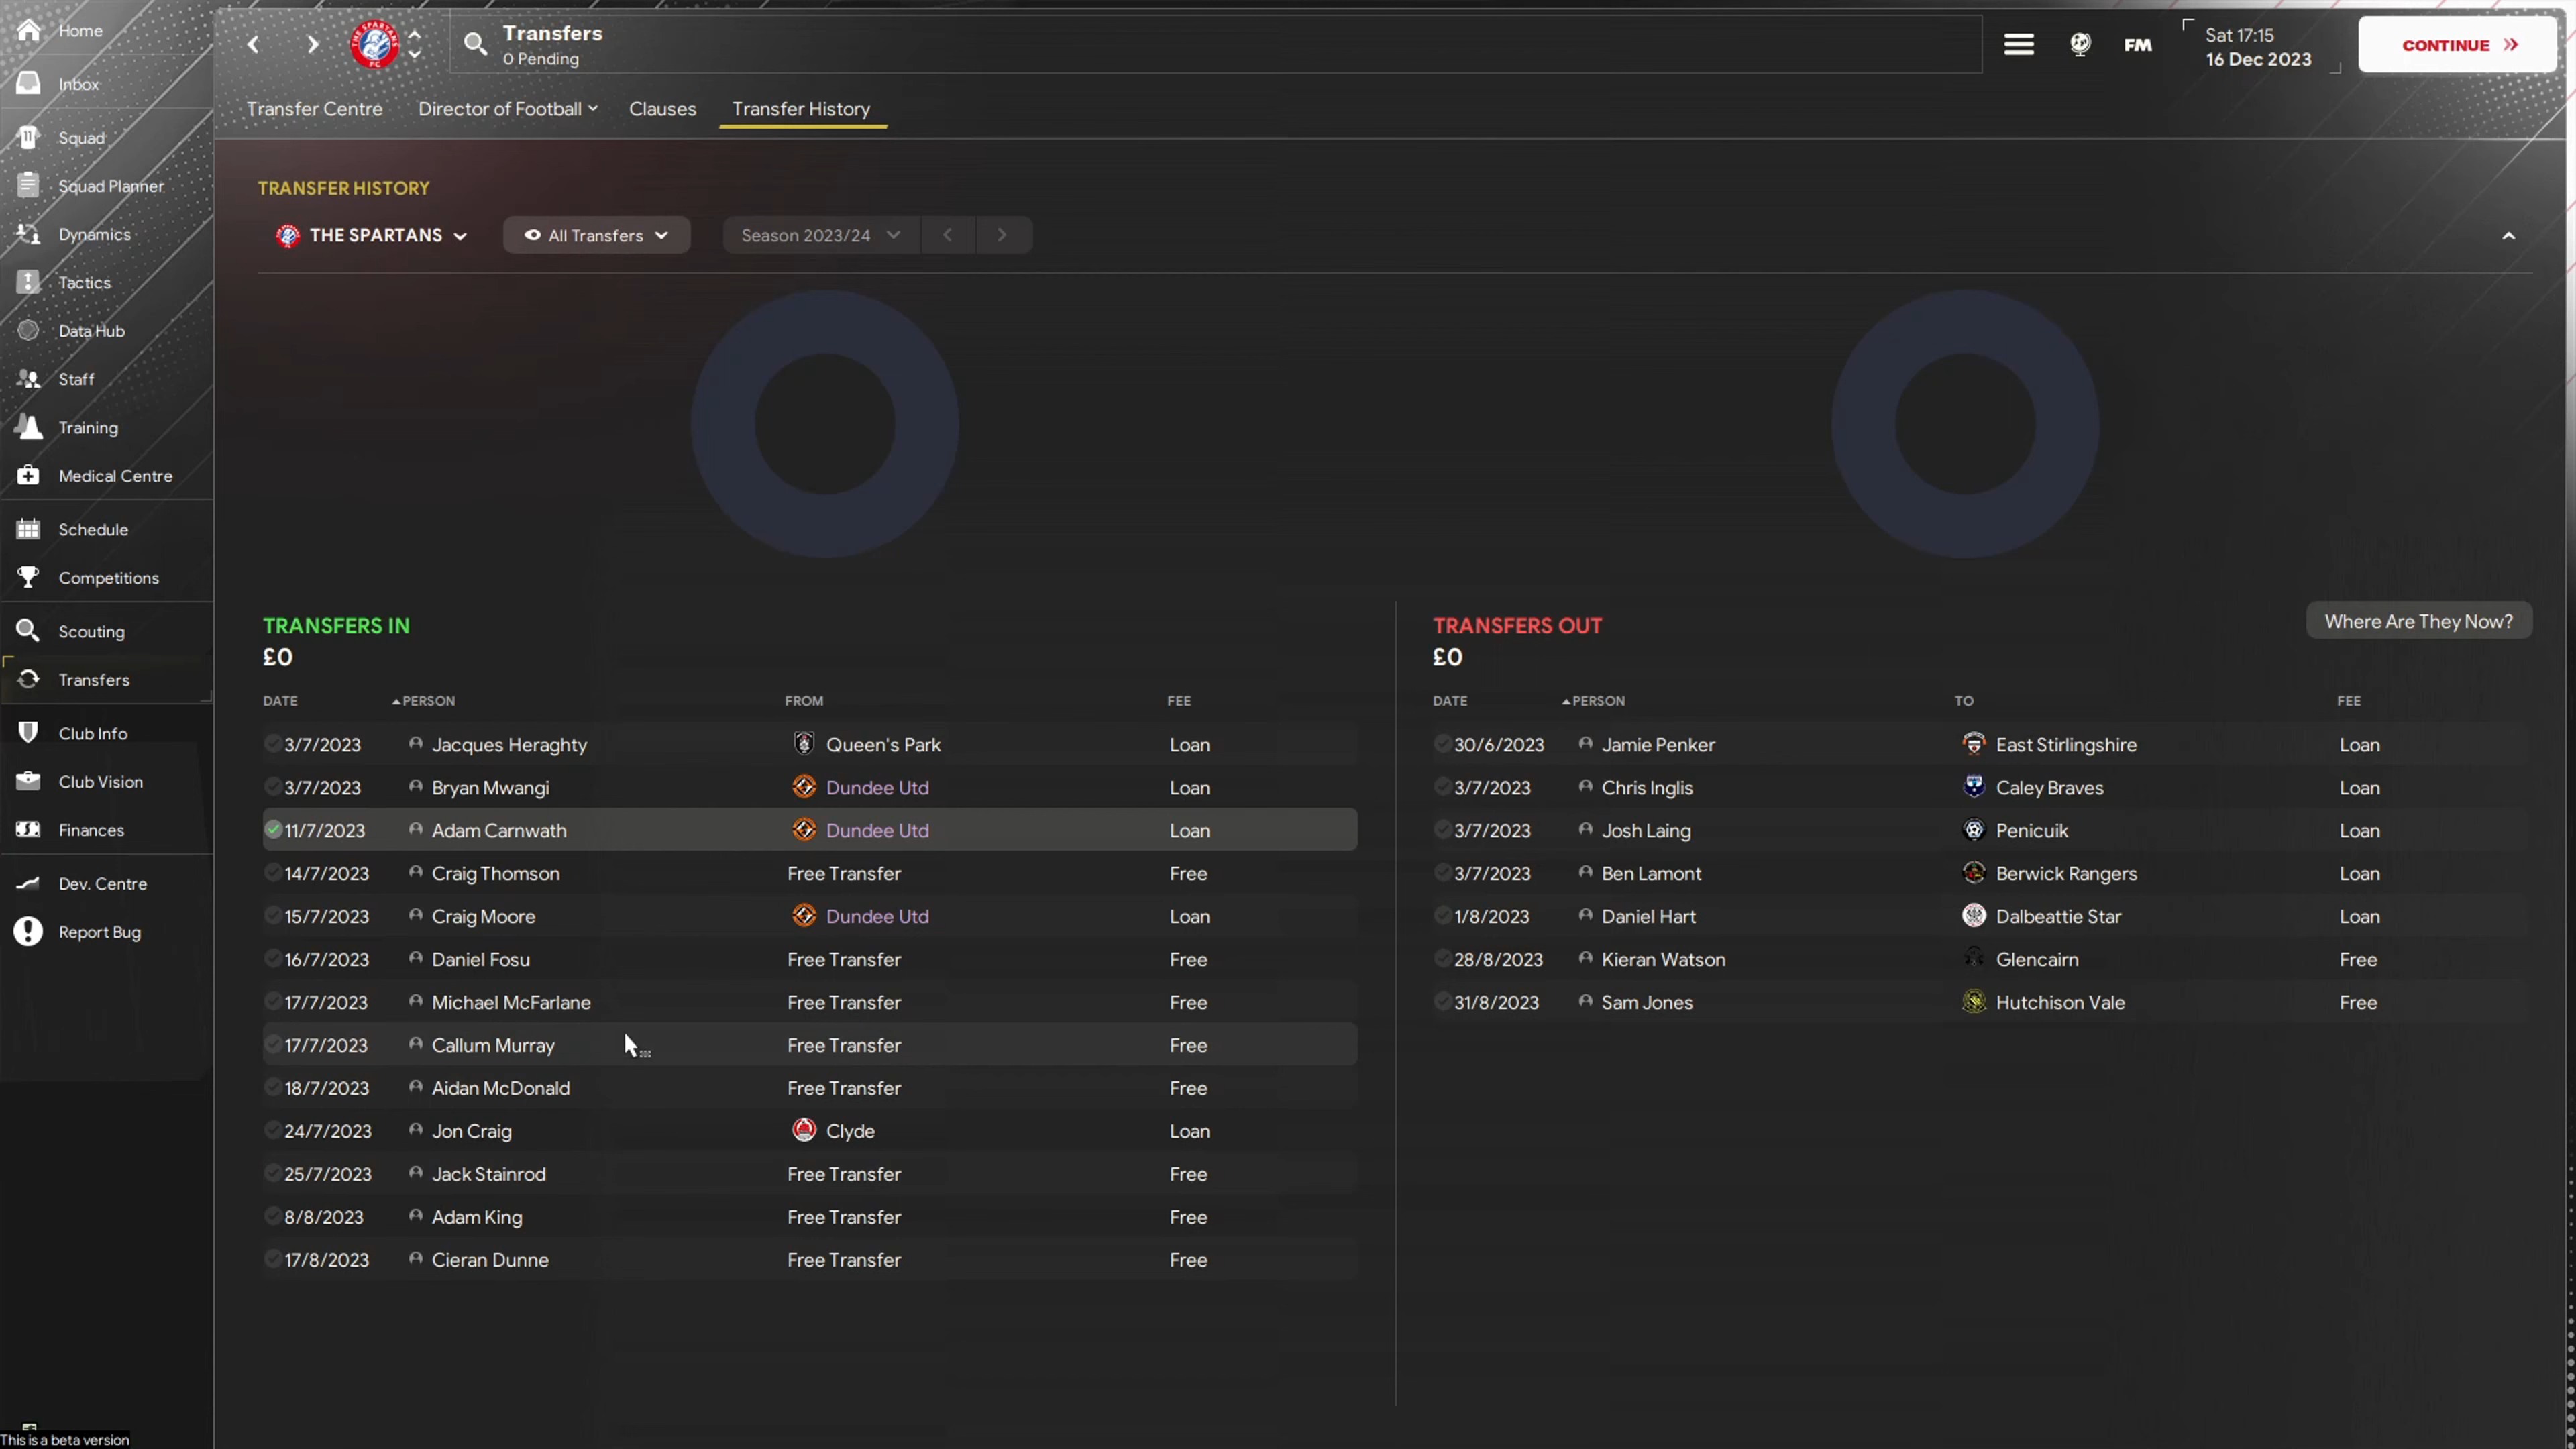 Home
Inbox
Squad
Squad Planner
Dynamics
Tactics
Data Hub
Staff
Training
Medical Centre
Schedule
Competitions
Scouting
Transfers
Club Info
Club Vision
Finances
Dev. Centre
Report Bug
This is a beta version
Transfers
0 Pending
FM
Sat 17:15
16 Dec 2023
CONTINUE
Transfer Centre
Director of Football
Clauses
Transfer History
TRANSFER HISTORY
THE SPARTANS
All Transfers
Season 2023/24
TRANSFERS IN
£0
DATE PERSON FROM FEE
3/7/2023 Jacques Heraghty Queen's Park Loan
3/7/2023 Bryan Mwangi Dundee Utd Loan
11/7/2023 Adam Carnwath Dundee Utd Loan
14/7/2023 Craig Thomson Free Transfer Free
15/7/2023 Craig Moore Dundee Utd Loan
16/7/2023 Daniel Fosu Free Transfer Free
17/7/2023 Michael McFarlane Free Transfer Free
17/7/2023 Callum Murray Free Transfer Free
18/7/2023 Aidan McDonald Free Transfer Free
24/7/2023 Jon Craig Clyde Loan
25/7/2023 Jack Stainrod Free Transfer Free
8/8/2023 Adam King Free Transfer Free
17/8/2023 Cieran Dunne Free Transfer Free
TRANSFERS OUT
£0
Where Are They Now?
DATE PERSON TO FEE
30/6/2023 Jamie Penker East Stirlingshire Loan
3/7/2023 Chris Inglis Caley Braves Loan
3/7/2023 Josh Laing Penicuik Loan
3/7/2023 Ben Lamont Berwick Rangers Loan
1/8/2023 Daniel Hart Dalbeattie Star Loan
28/8/2023 Kieran Watson Glencairn Free
31/8/2023 Sam Jones Hutchison Vale Free